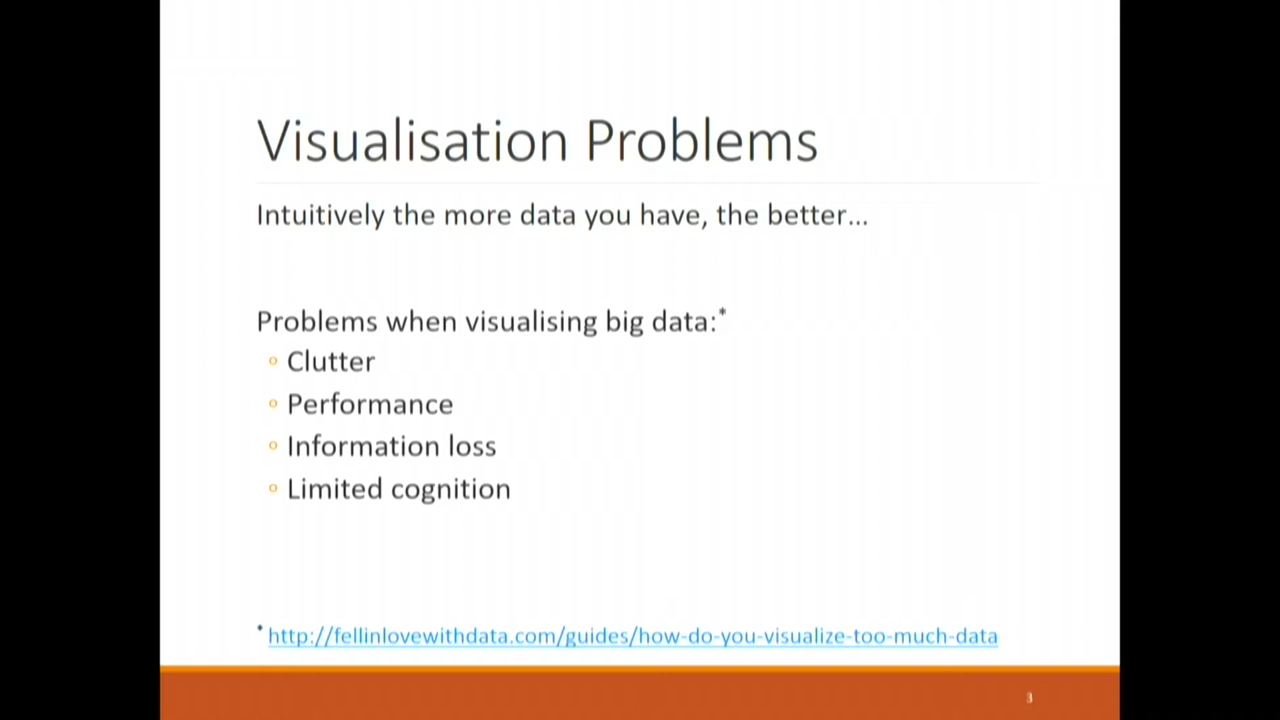 Visualisation Problems
Intuitively the more data you have, the better...
Problems when visualising big data:*
◦ Clutter
◦ Performance
◦ Information loss
◦ Limited cognition
* http://fellinlovewithdata.com/guides/how-do-you-visualize-too-much-data
3